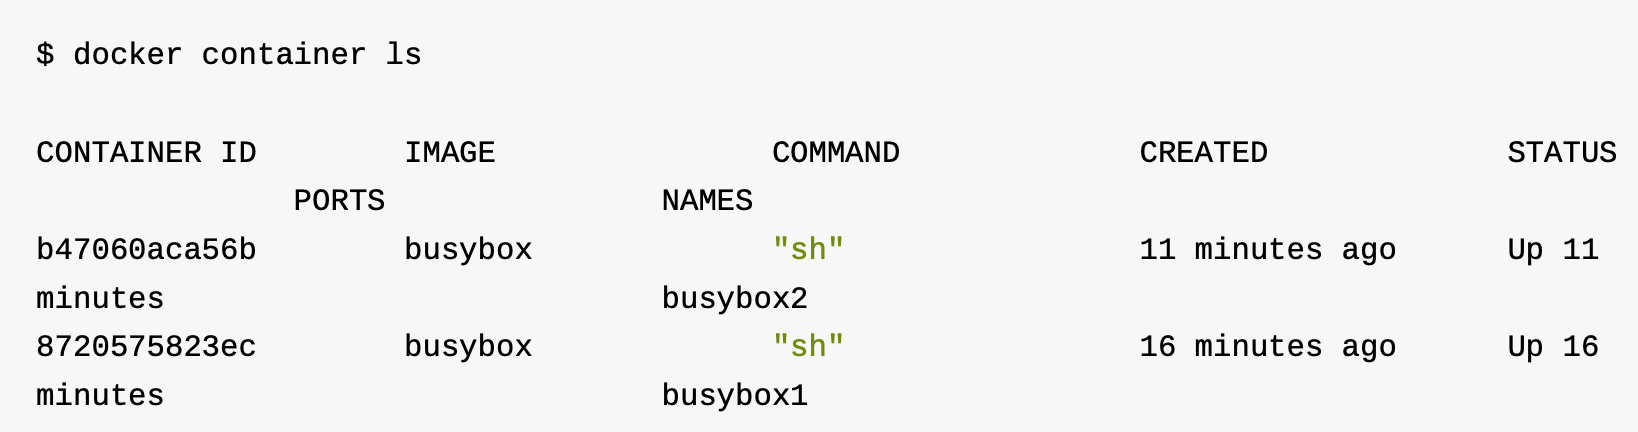 $ docker container ls
CONTAINER ID        IMAGE               COMMAND             CREATED             STATUS
              PORTS               NAMES
b47060aca56b        busybox             "sh"                11 minutes ago      Up 11
minutes                           busybox2
8720575823ec        busybox             "sh"                16 minutes ago      Up 16
minutes                           busybox1